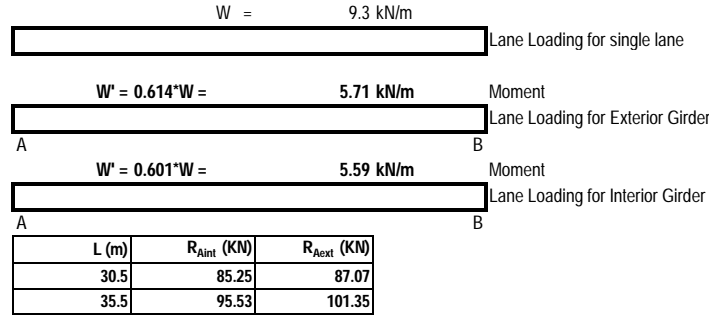 W = 9.3 kN/m
Lane Loading for single lane
W' = 0.614*W = 5.71 kN/m Moment
Lane Loading for Exterior Girder
A B
W' = 0.601*W = 5.59 kN/m Moment
Lane Loading for Interior Girder
A B
L (m) RAint (KN) RAext (KN)
30.5 85.25 87.07
35.5 95.53 101.35